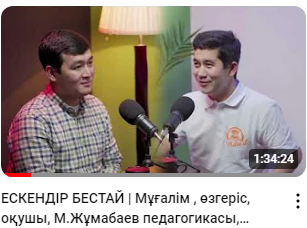 1:34:24
ЕСКЕНДІР БЕСТАЙ | Мұғалім , өзгеріс,
оқушы, М.Жұмабаев педагогикасы,...